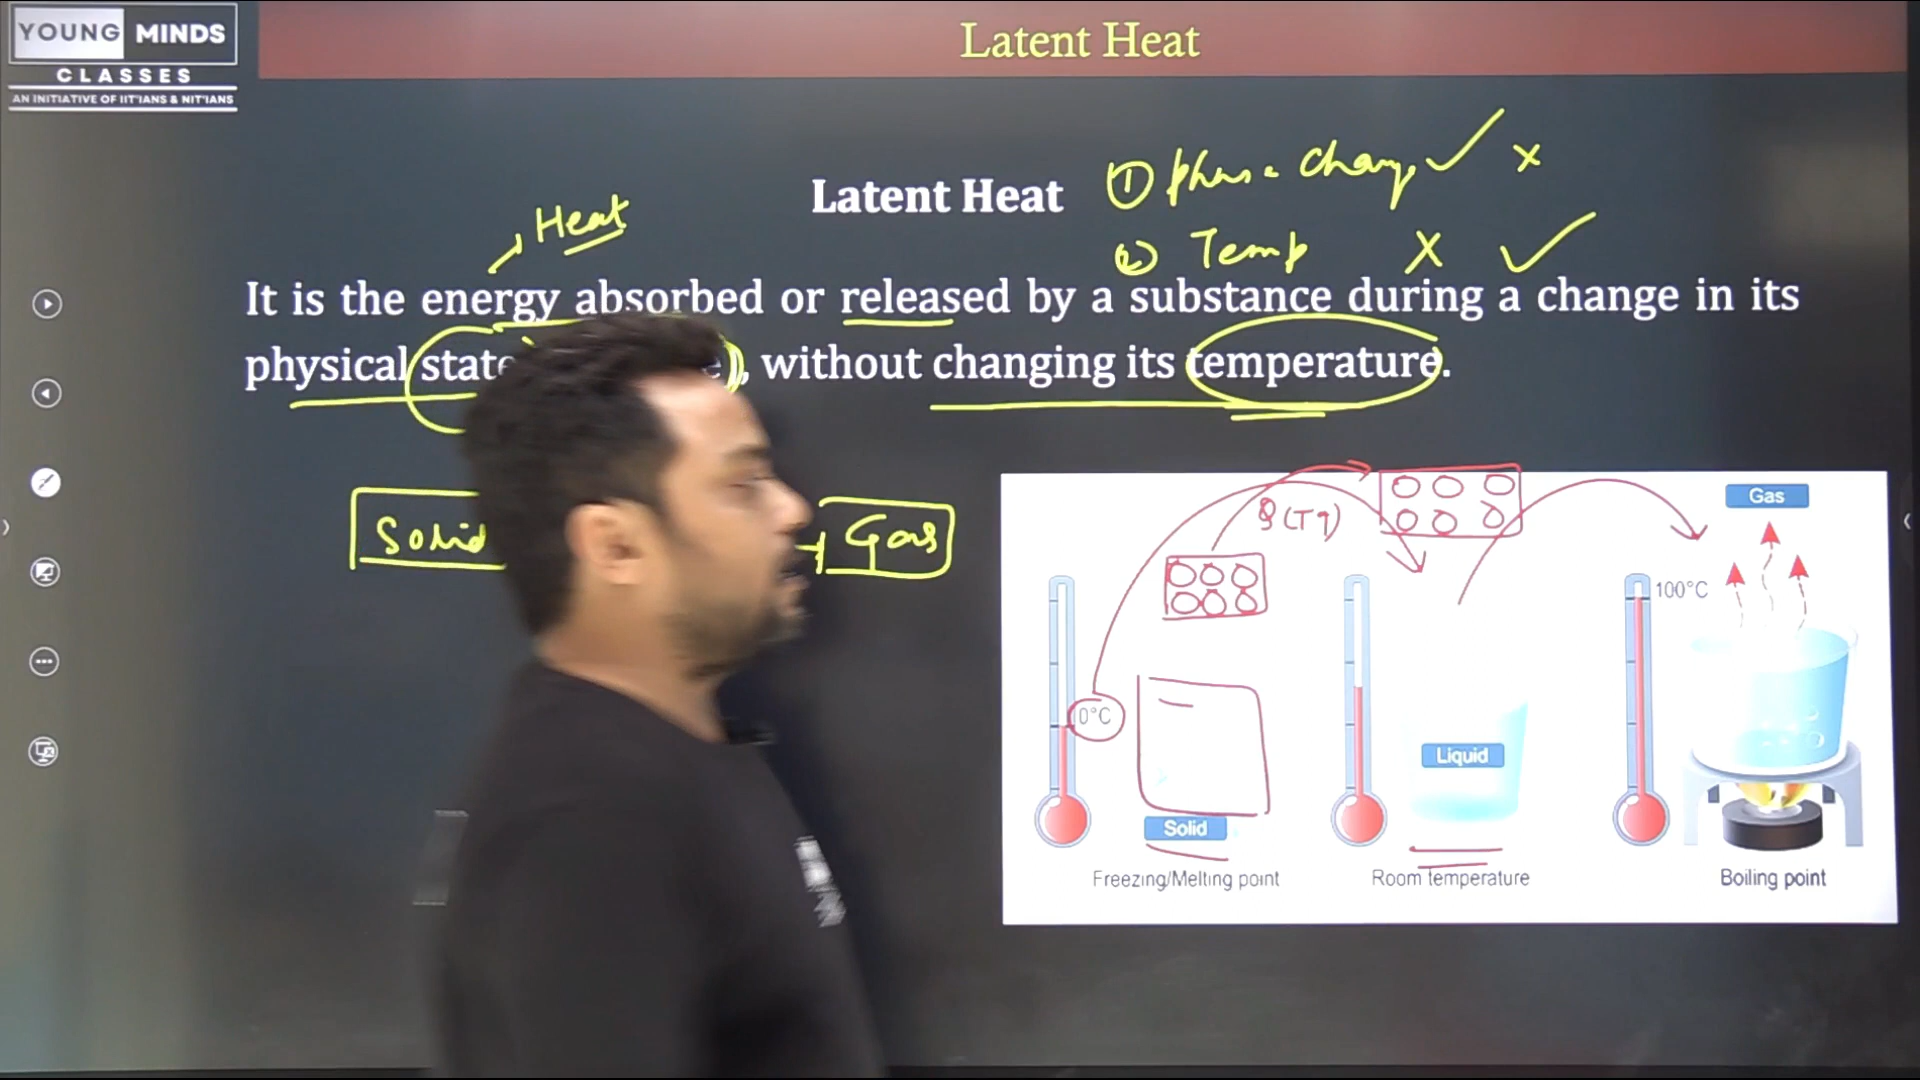 YOUNG MINDS
CLASSES
AN INITIATIVE OF IIT'IANS & NIT'IANS
Latent Heat
Latent Heat
① Phase Change ✓ ×
② Temp × ✓
Heat
It is the energy absorbed or released by a substance during a change in its
physical state), without changing its temperature.
Solid
Gas
Q(T↑)
Gas
100°C
0°C
Liquid
Solid
Freezing/Melting point
Room temperature
Boiling point